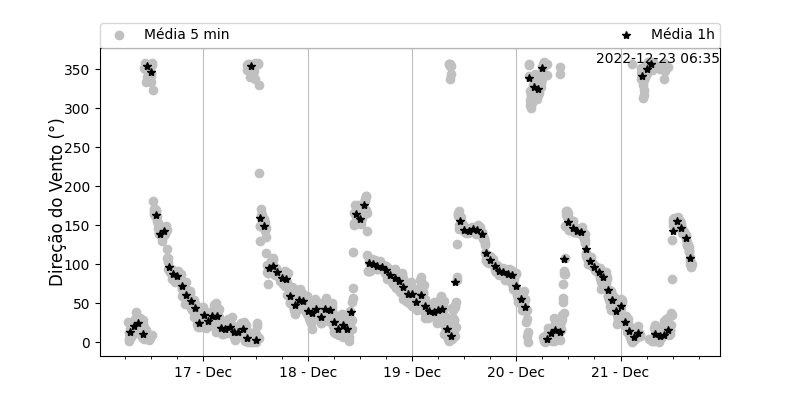 Média 5 min
Média 1h
2022-12-23 06:35
Direção do Vento (°)
350
300
250
200
150
100
50
0
17 - Dec
18 - Dec
19 - Dec
20 - Dec
21 - Dec